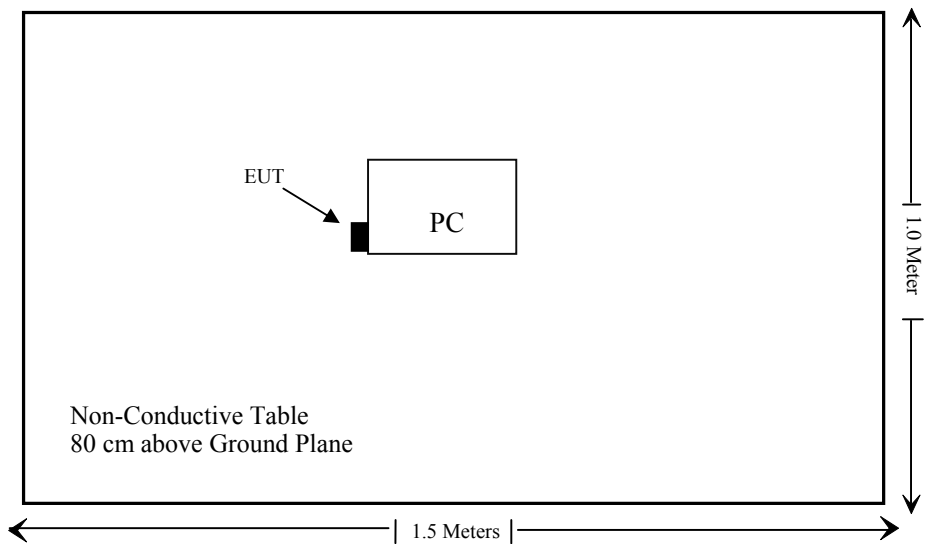 EUT
PC
1.0 Meter
Non-Conductive Table
80 cm above Ground Plane
1.5 Meters